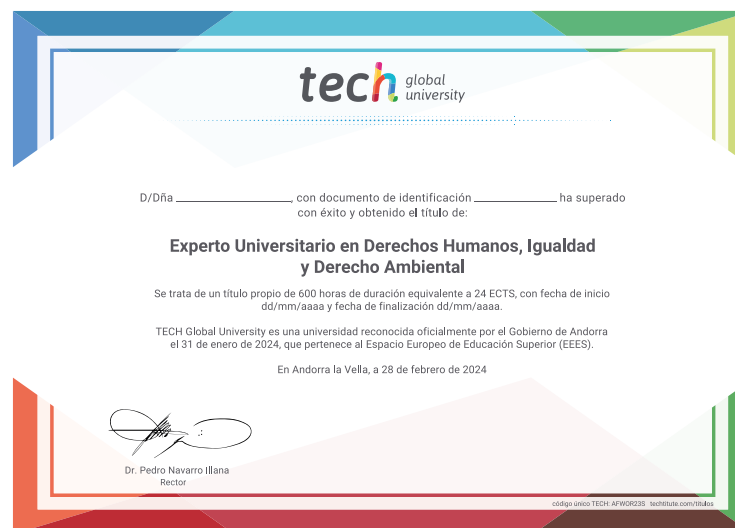 tech global university
D/Dña ____________________, con documento de identificación ______________ ha superado
con éxito y obtenido el título de:
Experto Universitario en Derechos Humanos, Igualdad
y Derecho Ambiental
Se trata de un título propio de 600 horas de duración equivalente a 24 ECTS, con fecha de inicio
dd/mm/aaaa y fecha de finalización dd/mm/aaaa.
TECH Global University es una universidad reconocida oficialmente por el Gobierno de Andorra
el 31 de enero de 2024, que pertenece al Espacio Europeo de Educación Superior (EEES).
En Andorra la Vella, a 28 de febrero de 2024
Dr. Pedro Navarro Illana
Rector
código único TECH: AFWOR23S techtitute.com/titulos